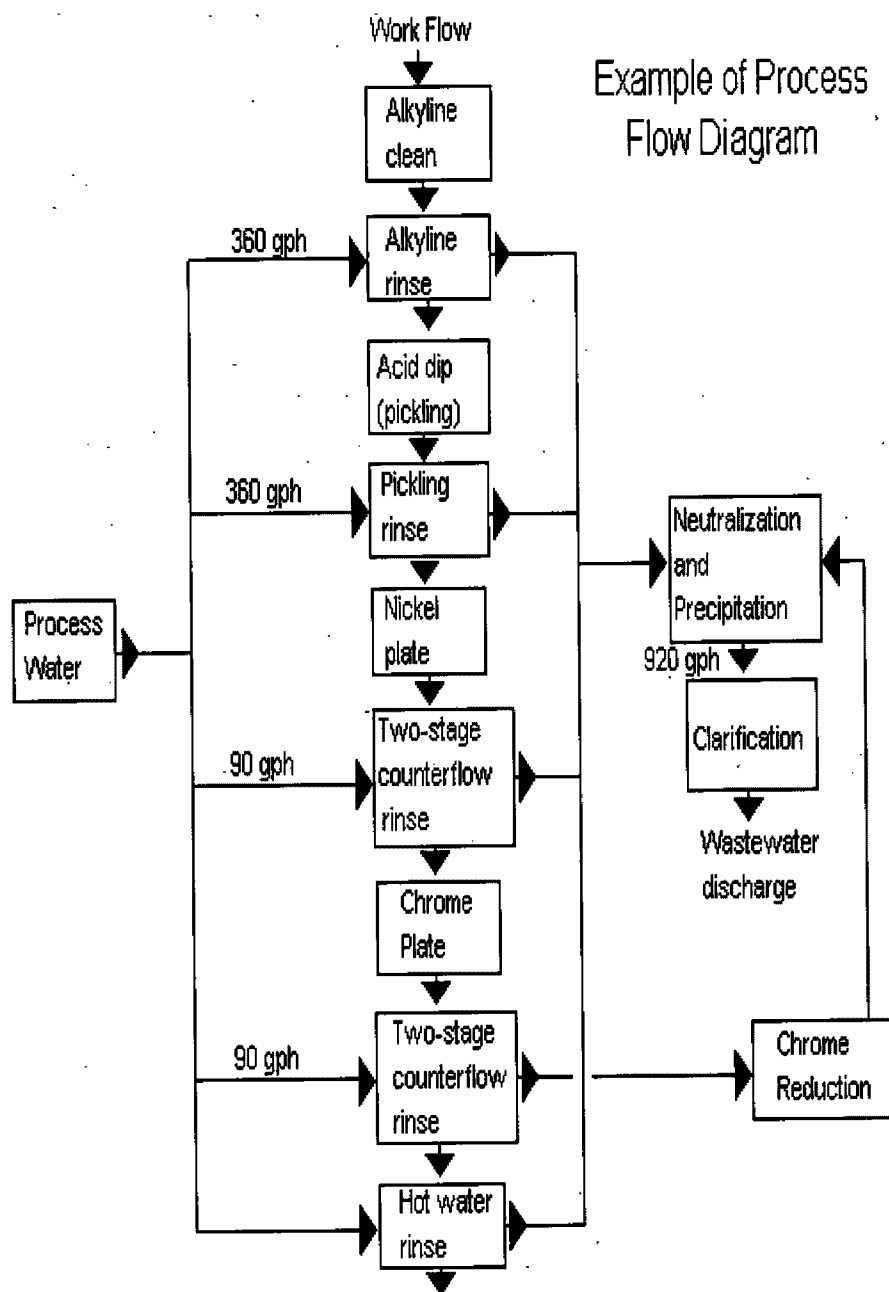 Work Flow
Example of Process
Flow Diagram
Alkyline
clean
360 gph
Alkyline
rinse
Acid dip
(pickling)
360 gph
Pickling
rinse
Neutralization
and
Precipitation
Process
Water
Nickel
plate
920 gph
90 gph
Two-stage
counterflow
rinse
Clarification
Wastewater
discharge
Chrome
Plate
90 gph
Two-stage
counterflow
rinse
Chrome
Reduction
Hot water
rinse